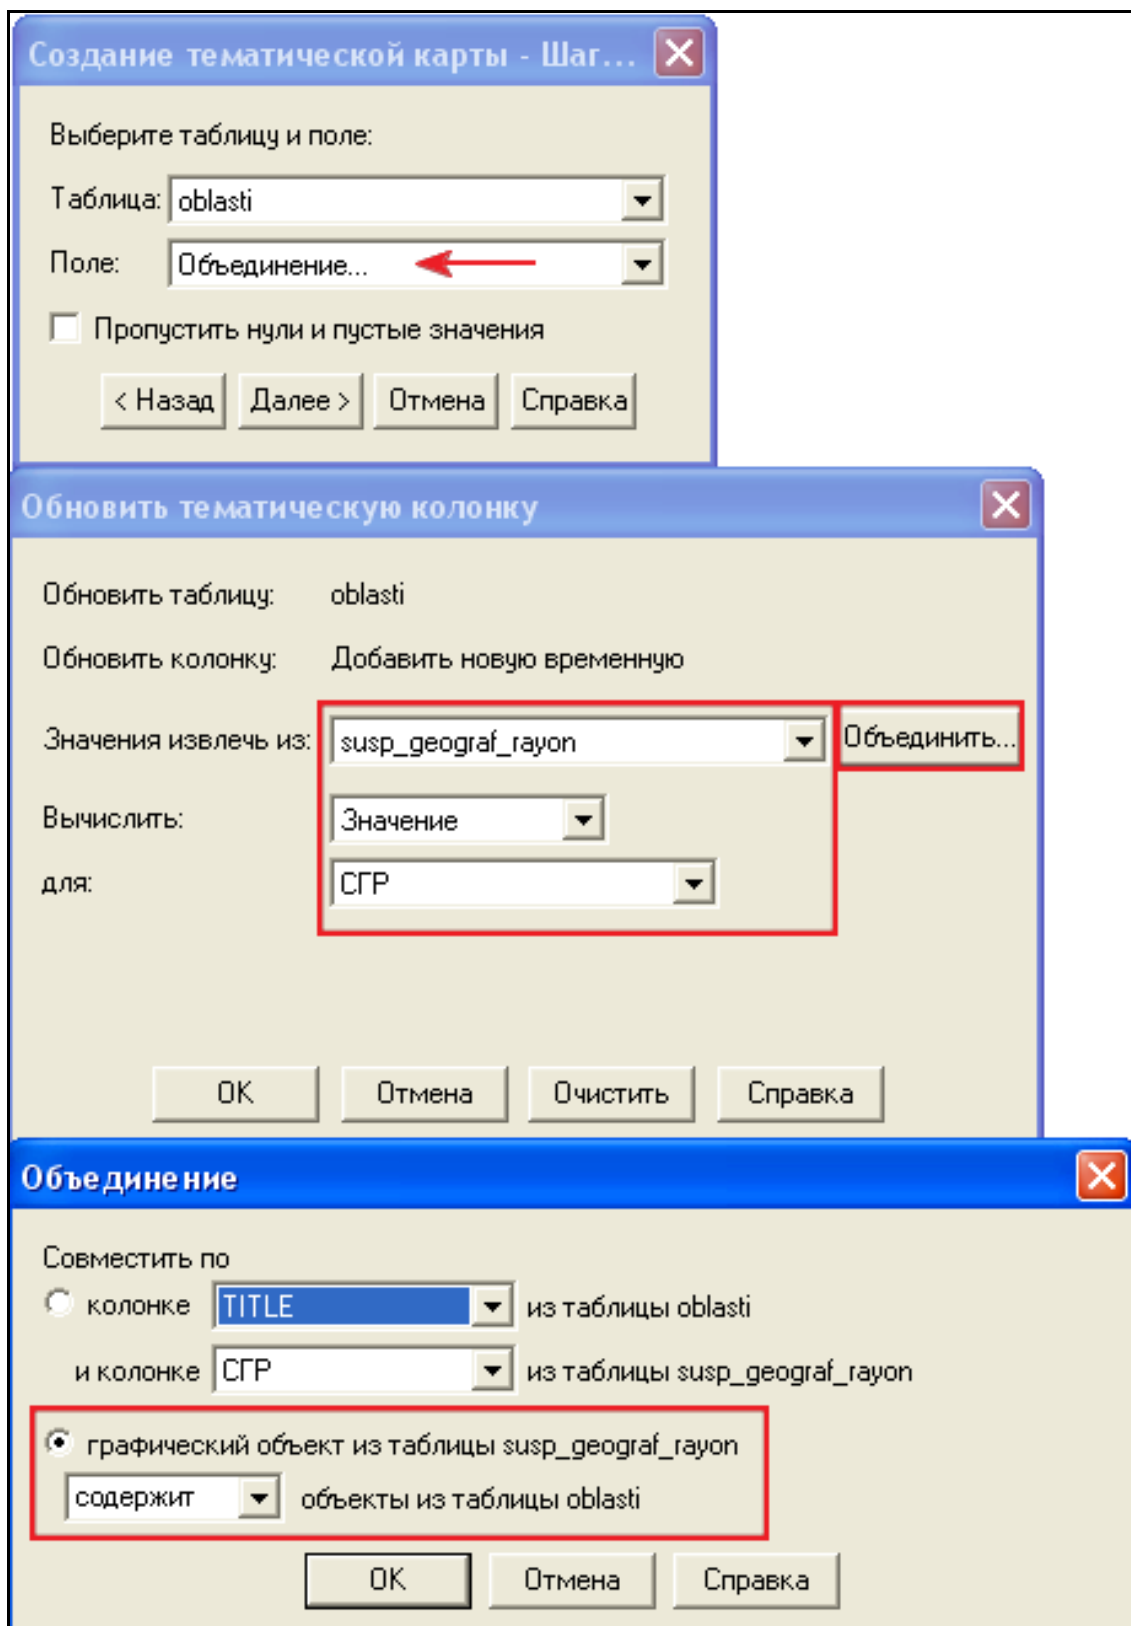 Создание тематической карты - Шаг...
Выберите таблицу и поле:
Таблица: oblasti
Поле: Объединение...
Пропустить нули и пустые значения
< Назад Далее > Отмена Справка
Обновить тематическую колонку
Обновить таблицу: oblasti
Обновить колонку: Добавить новую временную
Значения извлечь из: susp_geograf_rayon Объединить...
Вычислить: Значение
для: СГР
OK Отмена Очистить Справка
Объединение
Совместить по
колонке TITLE из таблицы oblasti
и колонке СГР из таблицы susp_geograf_rayon
графический объект из таблицы susp_geograf_rayon
содержит объекты из таблицы oblasti
OK Отмена Справка